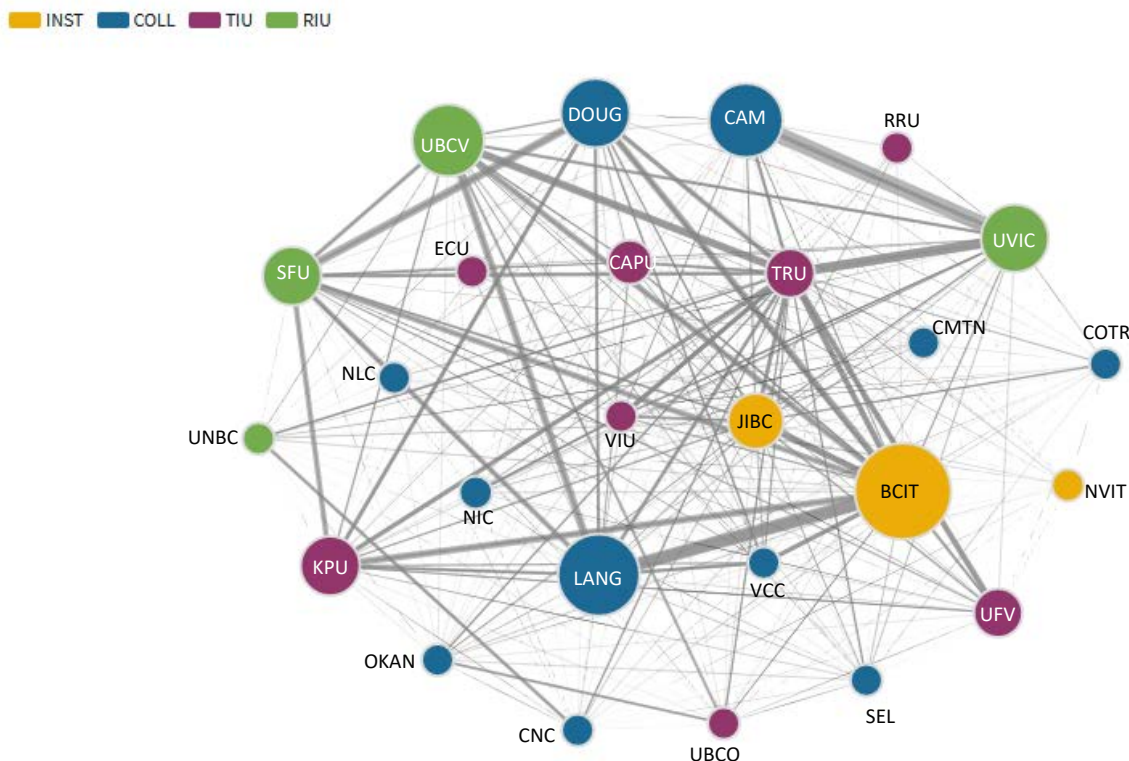 INST COLL TIU RIU
DOUG
CAM
RRU
UBCV
UVIC
ECU
CAPU
TRU
SFU
CMTN
COTR
NLC
JIBC
UNBC
VIU
BCIT
NVIT
NIC
KPU
LANG
VCC
UFV
OKAN
SEL
CNC
UBCO